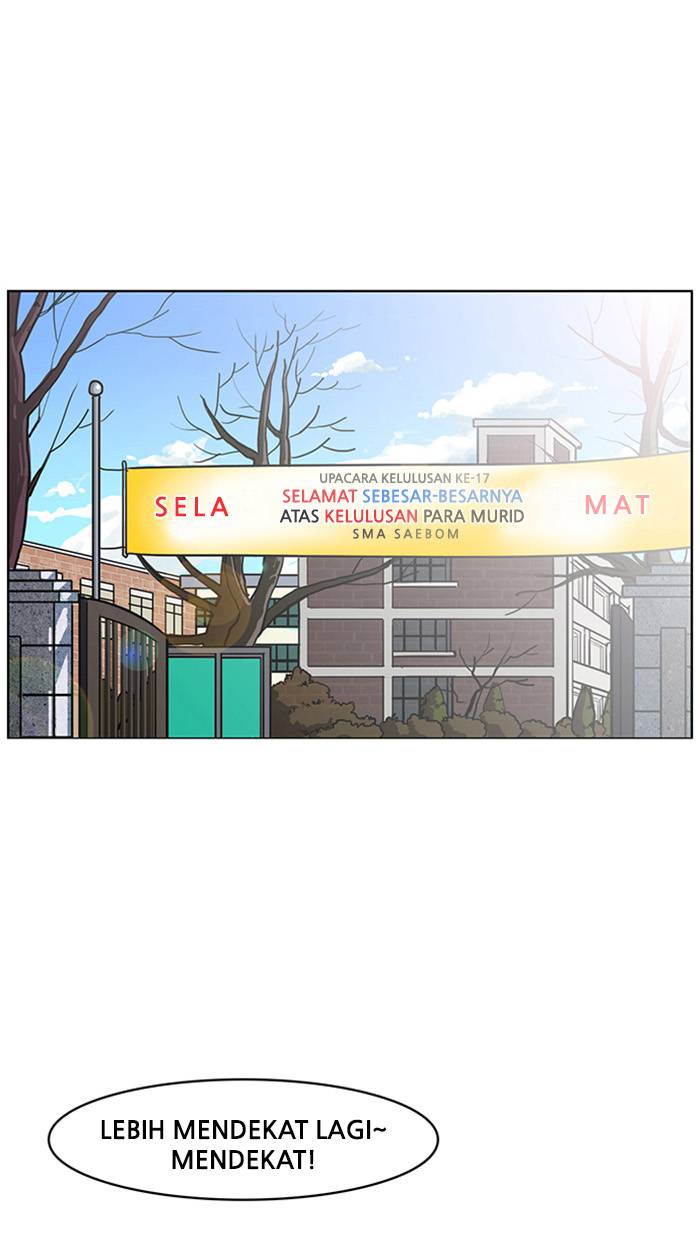 UPACARA KELULUSAN KE-17
SELA
SELAMAT SEBESAR-BESARNYA
MAT
ATAS KELULUSAN PARA MURID
SMA SAEBOM
LEBIH MENDEKAT LAGI~
MENDEKAT!